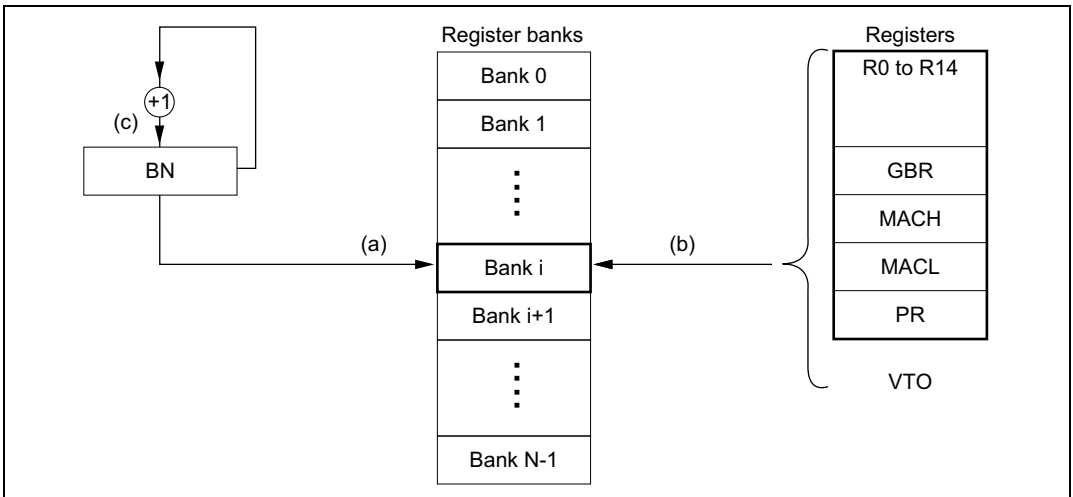 Register banks
Registers
Bank 0
R0 to R14
+1
(c)
Bank 1
BN
GBR
MACH
(a)
(b)
Bank i
MACL
Bank i+1
PR
VTO
Bank N-1